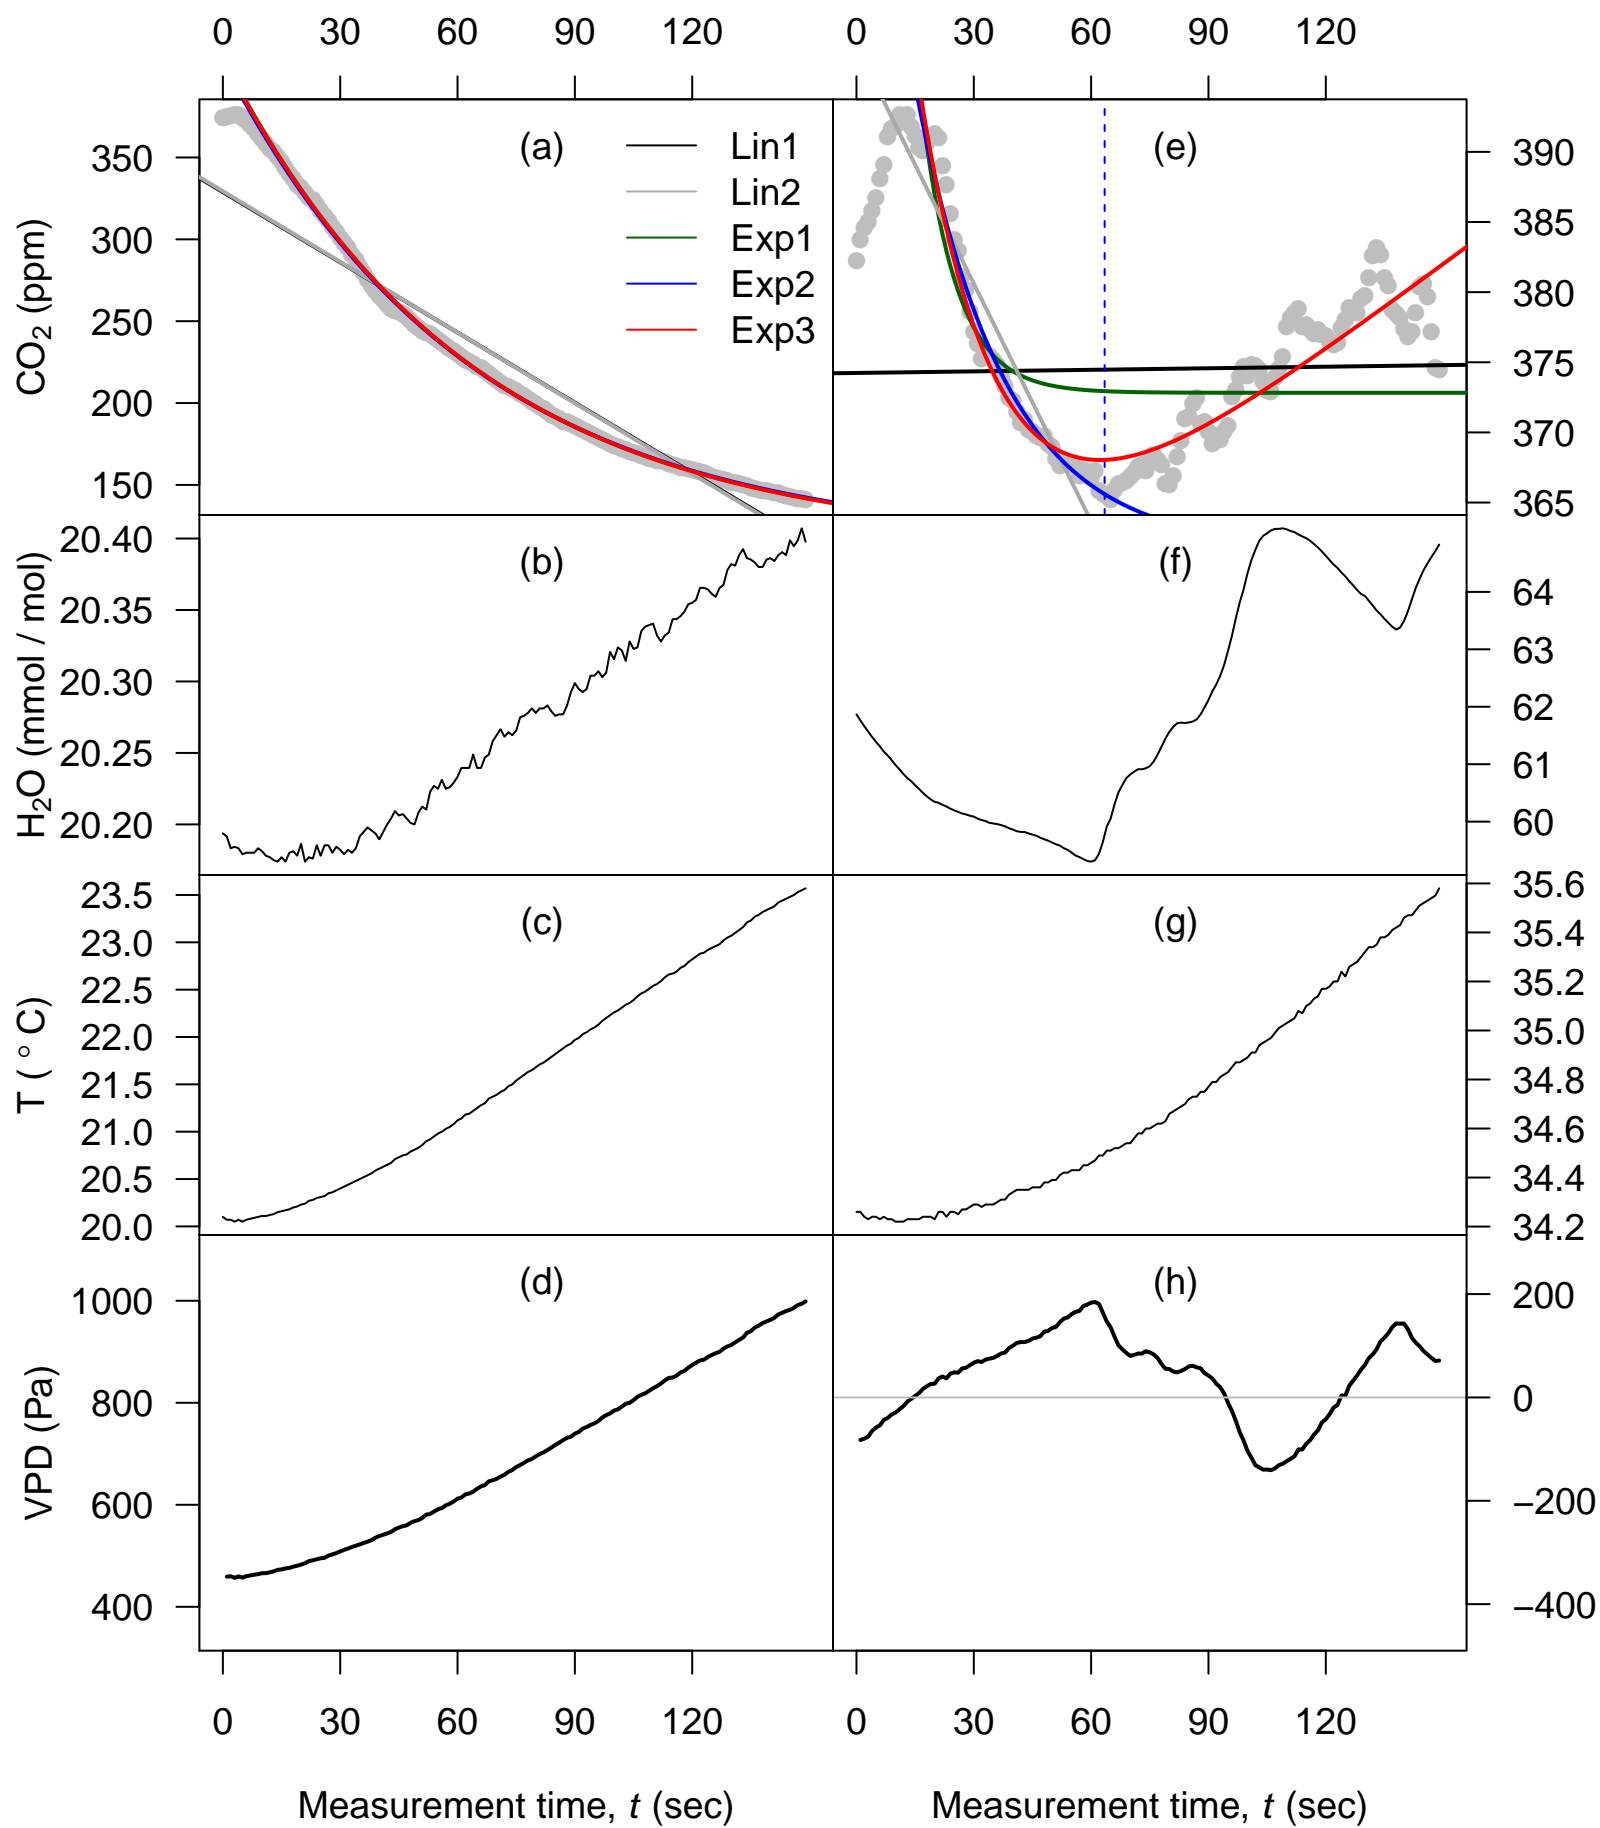 0 30 60 90 120 0 30 60 90 120
CO2 (ppm)
350
300
250
200
150
(a)
Lin1
Lin2
Exp1
Exp2
Exp3
(e)
390
385
380
375
370
365
H2O (mmol / mol)
20.40
20.35
20.30
20.25
20.20
(b)
(f)
64
63
62
61
60
T (°C)
23.5
23.0
22.5
22.0
21.5
21.0
20.5
20.0
(c)
(g)
35.6
35.4
35.2
35.0
34.8
34.6
34.4
34.2
VPD (Pa)
1000
800
600
400
(d)
(h)
200
0
−200
−400
0 30 60 90 120 0 30 60 90 120
Measurement time, t (sec) Measurement time, t (sec)